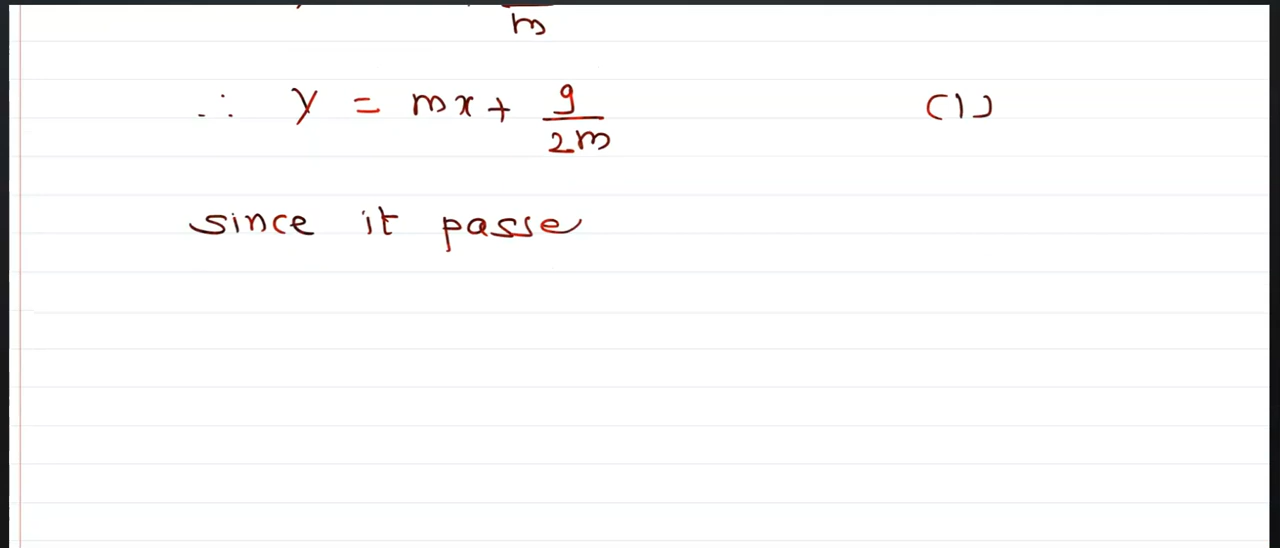 m
∴ y = mx + 9/2m (1)
since it passe